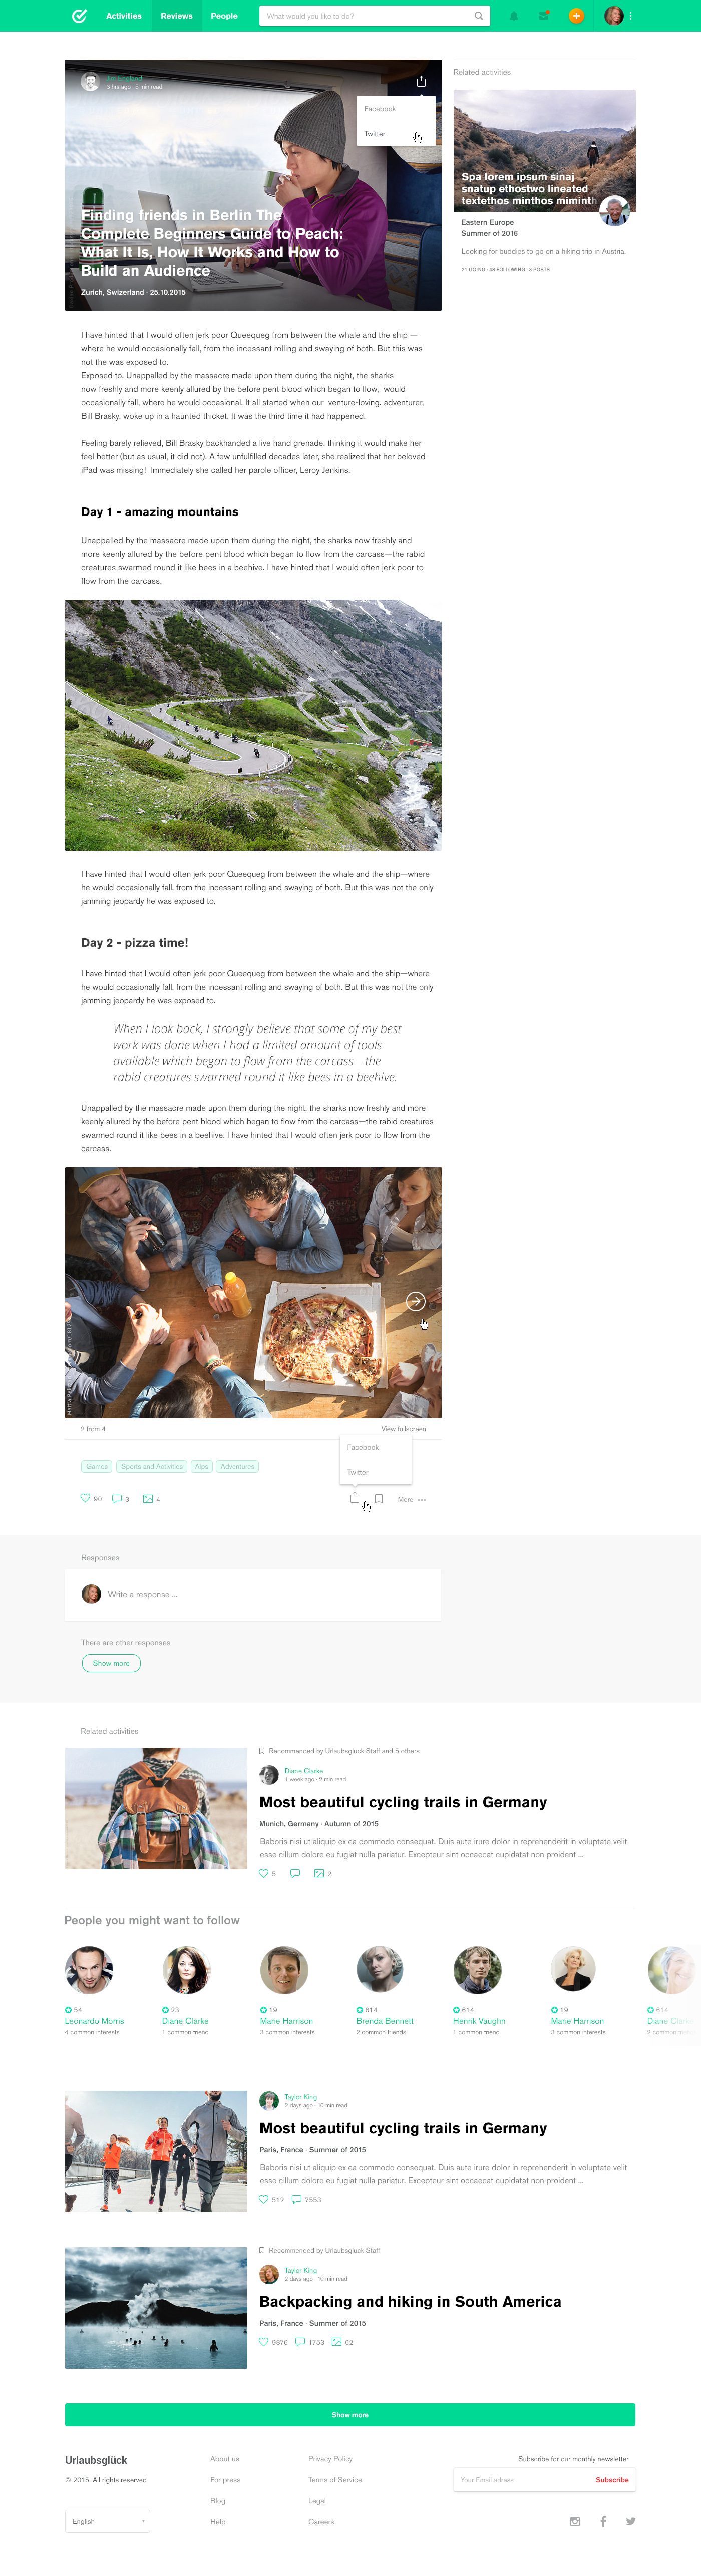 Activities
Reviews
People
What would you like to do?
Jim England
3 hrs ago · 5 min read
Facebook
Twitter
Finding friends in Berlin The
Complete Beginners Guide to Peach:
What It Is, How It Works and How to
Build an Audience
Zurich, Swizerland · 25.10.2015
Related activities
Spa lorem ipsum sinaj
snatup ethostwo lineated
textethos minthos miminth
Eastern Europe
Summer of 2016
Looking for buddies to go on a hiking trip in Austria.
21 GOING · 48 FOLLOWING · 3 POSTS
I have hinted that I would often jerk poor Queequeg from between the whale and the ship —
where he would occasionally fall, from the incessant rolling and swaying of both. But this was
not the was exposed to.
Exposed to. Unappalled by the massacre made upon them during the night, the sharks
now freshly and more keenly allured by the before pent blood which began to flow, would
occasionally fall, where he would occasional. It all started when our venture-loving. adventurer,
Bill Brasky, woke up in a haunted thicket. It was the third time it had happened.
Feeling barely relieved, Bill Brasky backhanded a live hand grenade, thinking it would make her
feel better (but as usual, it did not). A few unfulfilled decades later, she realized that her beloved
iPad was missing! Immediately she called her parole officer, Leroy Jenkins.
Day 1 - amazing mountains
Unappalled by the massacre made upon them during the night, the sharks now freshly and
more keenly allured by the before pent blood which began to flow from the carcass—the rabid
creatures swarmed round it like bees in a beehive. I have hinted that I would often jerk poor to
flow from the carcass.
I have hinted that I would often jerk poor Queequeg from between the whale and the ship—where
he would occasionally fall, from the incessant rolling and swaying of both. But this was not the only
jamming jeopardy he was exposed to.
Day 2 - pizza time!
I have hinted that I would often jerk poor Queequeg from between the whale and the ship—where
he would occasionally fall, from the incessant rolling and swaying of both. But this was not the only
jamming jeopardy he was exposed to.
When I look back, I strongly believe that some of my best
work was done when I had a limited amount of tools
available which began to flow from the carcass—the
rabid creatures swarmed round it like bees in a beehive.
Unappalled by the massacre made upon them during the night, the sharks now freshly and more
keenly allured by the before pent blood which began to flow from the carcass—the rabid creatures
swarmed round it like bees in a beehive. I have hinted that I would often jerk poor to flow from the
carcass.
2 from 4
View fullscreen
Facebook
Twitter
Games
Sports and Activities
Alps
Adventures
90
3
4
More
Responses
Write a response ...
There are other responses
Show more
Related activities
Recommended by Urlaubsgluck Staff and 5 others
Diane Clarke
1 week ago · 2 min read
Most beautiful cycling trails in Germany
Munich, Germany · Autumn of 2015
Baboris nisi ut aliquip ex ea commodo consequat. Duis aute irure dolor in reprehenderit in voluptate velit
esse cillum dolore eu fugiat nulla pariatur. Excepteur sint occaecat cupidatat non proident ...
5
2
People you might want to follow
54
Leonardo Morris
4 common interests
23
Diane Clarke
1 common friend
19
Marie Harrison
3 common interests
614
Brenda Bennett
2 common friends
614
Henrik Vaughn
1 common friend
19
Marie Harrison
3 common interests
614
Diane Clarke
2 common friends
Taylor King
2 days ago · 10 min read
Most beautiful cycling trails in Germany
Paris, France · Summer of 2015
Baboris nisi ut aliquip ex ea commodo consequat. Duis aute irure dolor in reprehenderit in voluptate velit
esse cillum dolore eu fugiat nulla pariatur. Excepteur sint occaecat cupidatat non proident ...
512
7553
Recommended by Urlaubsgluck Staff
Taylor King
2 days ago · 10 min read
Backpacking and hiking in South America
Paris, France · Summer of 2015
9876
1753
62
Show more
Urlaubsglück
© 2015. All rights reserved
English
About us
For press
Blog
Help
Privacy Policy
Terms of Service
Legal
Careers
Subscribe for our monthly newsletter
Your Email adress
Subscribe